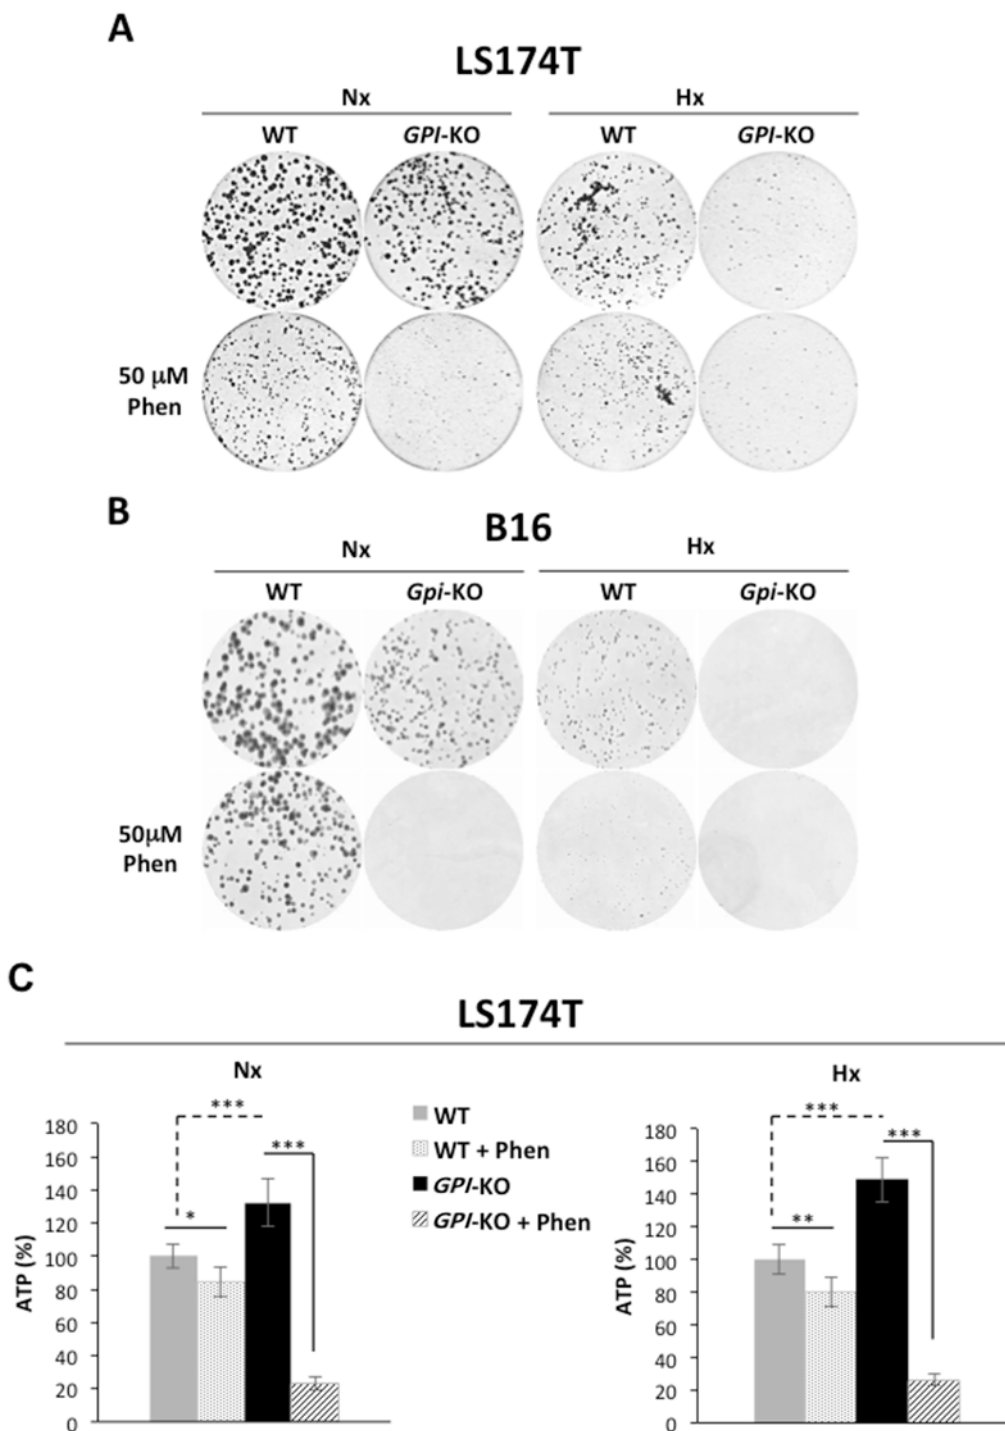 A
LS174T
Nx Hx
WT GPI-KO WT GPI-KO
50 µM
Phen
B
B16
Nx Hx
WT Gpi-KO WT Gpi-KO
50µM
Phen
C
LS174T
Nx
Hx
ATP (%)
180
160
140
120
100
80
60
40
20
0
***
***
*
WT
WT + Phen
GPI-KO
GPI-KO + Phen
ATP (%)
180
160
140
120
100
80
60
40
20
0
***
***
**